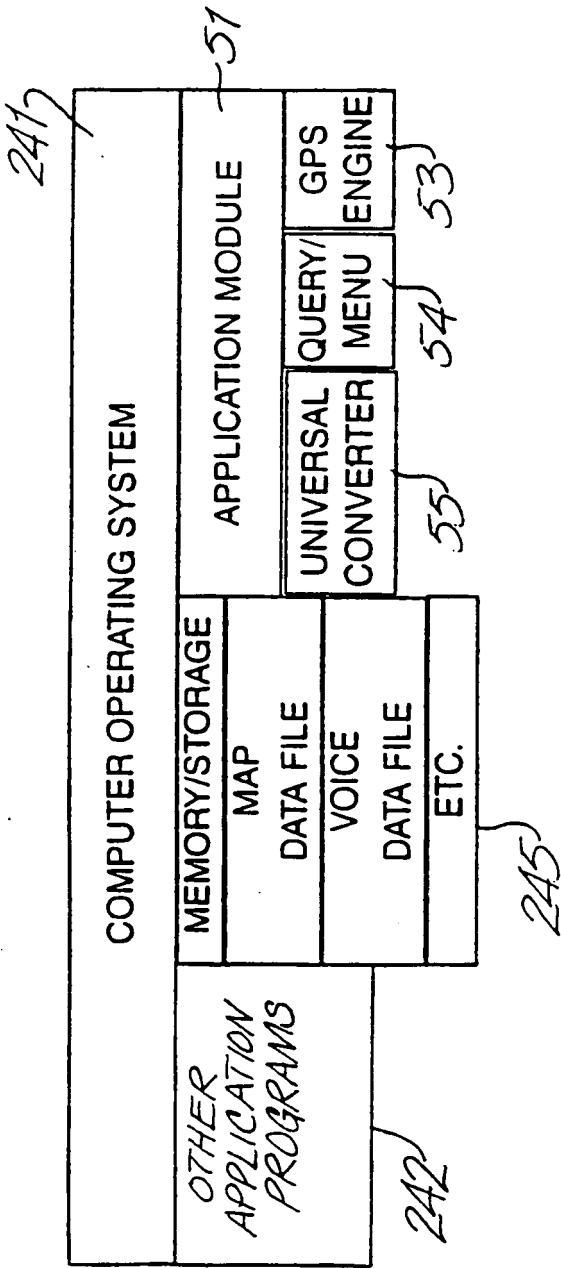 241
COMPUTER OPERATING SYSTEM
51
OTHER
APPLICATION
PROGRAMS
242
MEMORY/STORAGE
MAP
DATA FILE
VOICE
DATA FILE
ETC.
245
APPLICATION MODULE
UNIVERSAL
CONVERTER
55
QUERY/
MENU
54
GPS
ENGINE
53